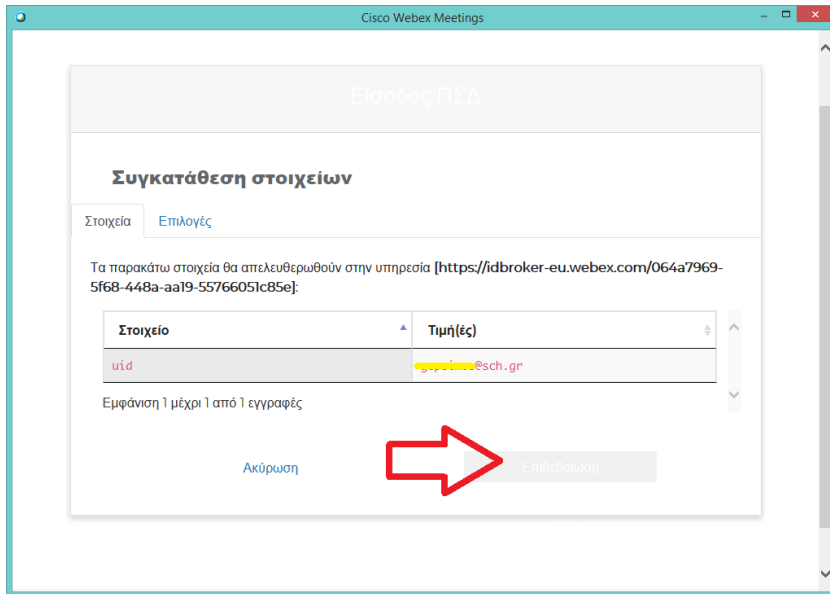 Cisco Webex Meetings
Είσοδος ΠΣΔ
Συγκατάθεση στοιχείων
Στοιχεία Επιλογές
Τα παρακάτω στοιχεία θα απελευθερωθούν στην υπηρεσία [https://idbroker-eu.webex.com/064a7969-
5f68-448a-aa19-55766051c85e]:
Στοιχείο Τιμή(ές)
uid @sch.gr
Εμφάνιση 1 μέχρι 1 από 1 εγγραφές
Ακύρωση Επιβεβαίωση